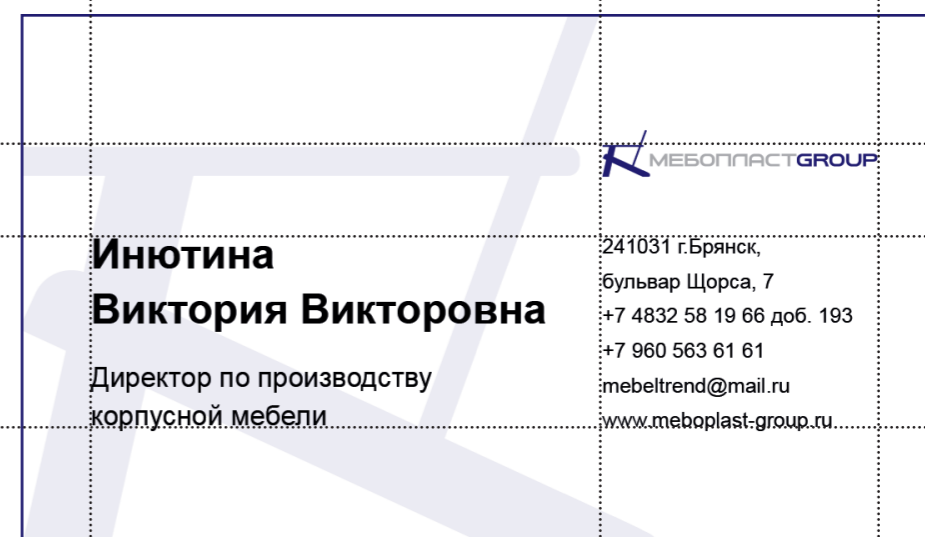 МЕБОПЛАСТGROUP
Инютина
Виктория Викторовна
Директор по производству
корпусной мебели
241031 г.Брянск,
бульвар Щорса, 7
+7 4832 58 19 66 доб. 193
+7 960 563 61 61
mebeltrend@mail.ru
www.meboplast-group.ru